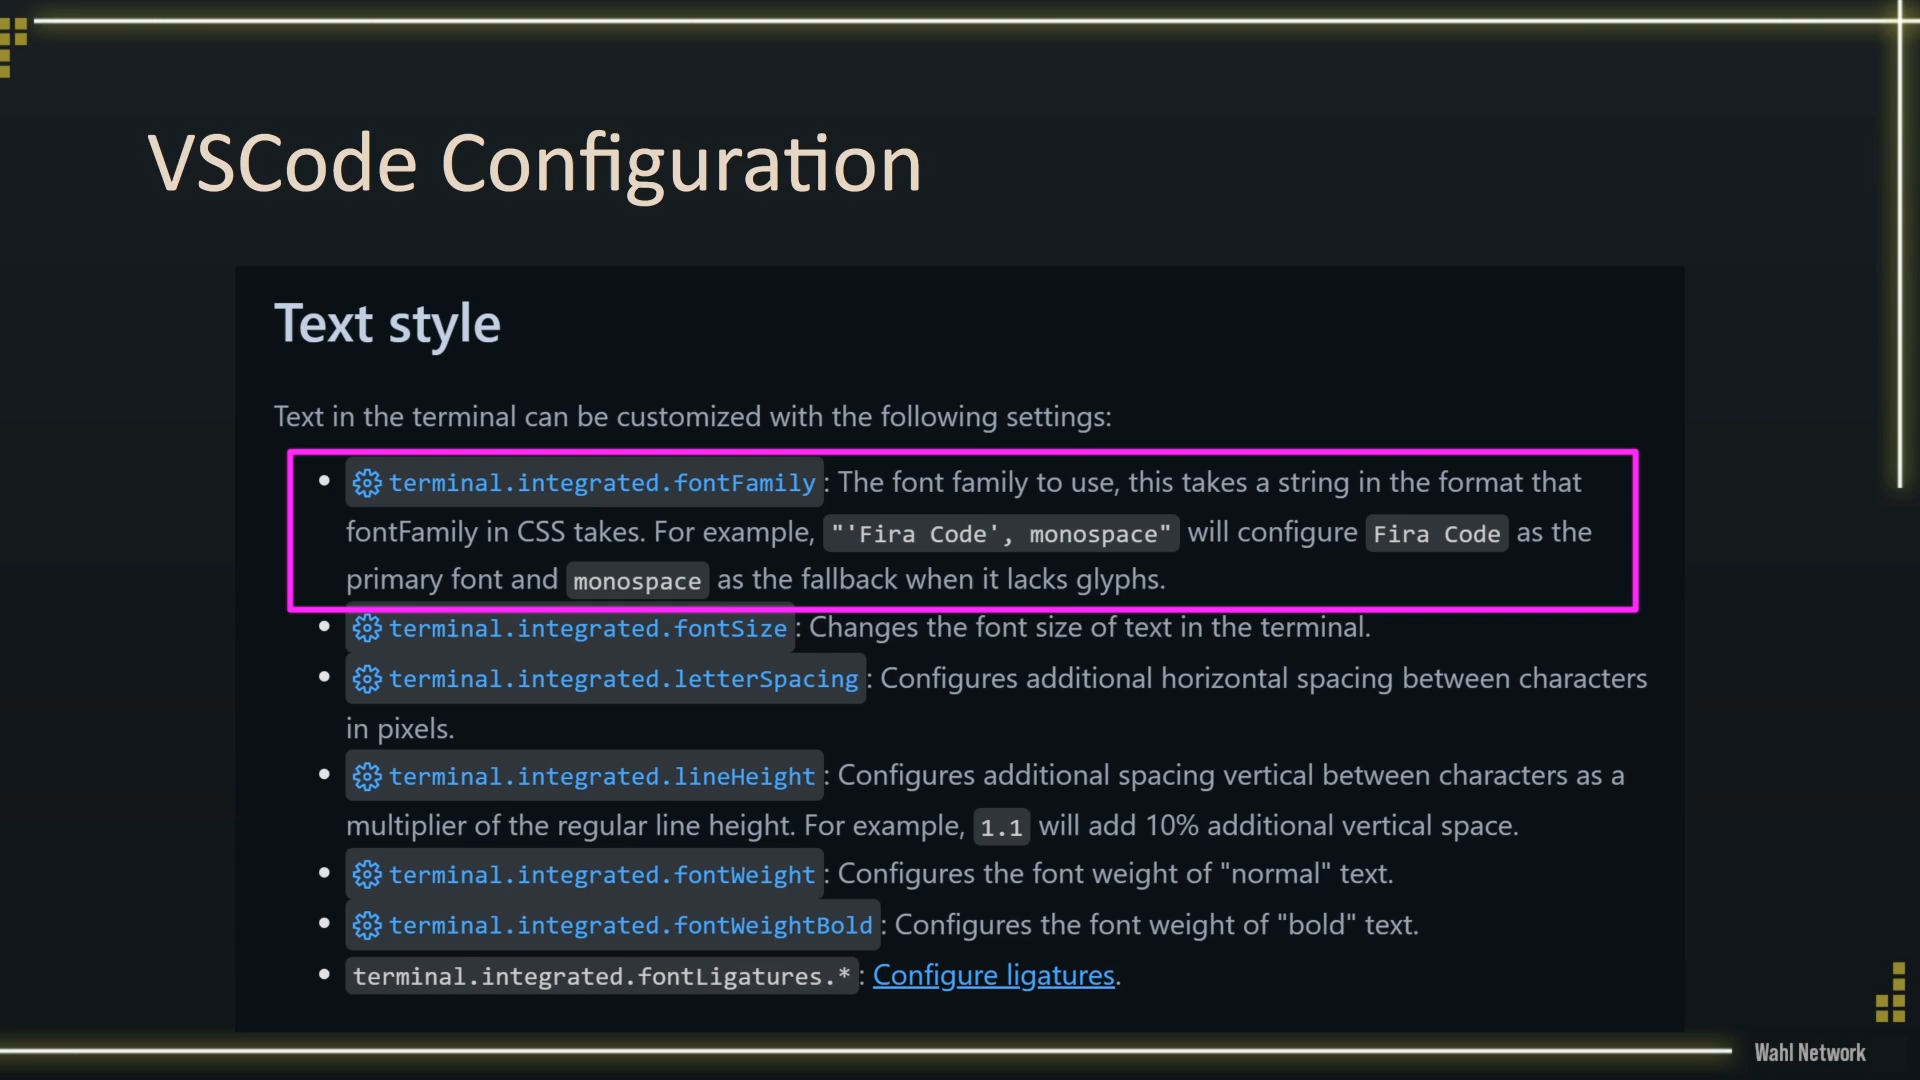 VSCode Configuration
Text style
Text in the terminal can be customized with the following settings:
terminal.integrated.fontFamily: The font family to use, this takes a string in the format that
fontFamily in CSS takes. For example, "'Fira Code', monospace" will configure Fira Code as the
primary font and monospace as the fallback when it lacks glyphs.
terminal.integrated.fontSize: Changes the font size of text in the terminal.
terminal.integrated.letterSpacing: Configures additional horizontal spacing between characters
in pixels.
terminal.integrated.lineHeight: Configures additional spacing vertical between characters as a
multiplier of the regular line height. For example, 1.1 will add 10% additional vertical space.
terminal.integrated.fontWeight: Configures the font weight of "normal" text.
terminal.integrated.fontWeightBold: Configures the font weight of "bold" text.
terminal.integrated.fontLigatures.*: Configure ligatures.
Wahl Network